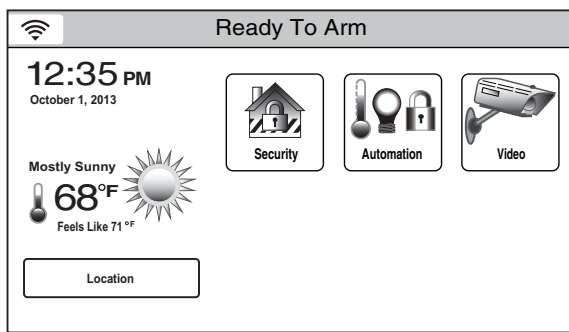 Ready To Arm
12:35 PM
October 1, 2013
Security
Automation
Video
Mostly Sunny
68°F
Feels Like 71 °F
Location